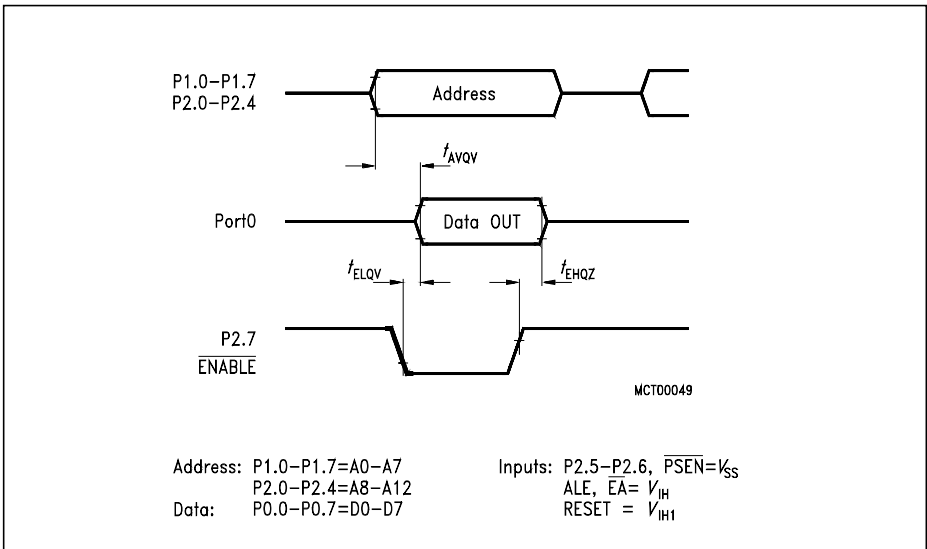 P1.0–P1.7
P2.0–P2.4
Address
tAVQV
Port0
Data OUT
tELQV
tEHQZ
P2.7
ENABLE
MCT00049
Address: P1.0–P1.7=A0–A7
P2.0–P2.4=A8–A12
Data: P0.0–P0.7=D0–D7
Inputs: P2.5–P2.6, PSEN=VSS
ALE, EA= VIH
RESET = VIH1